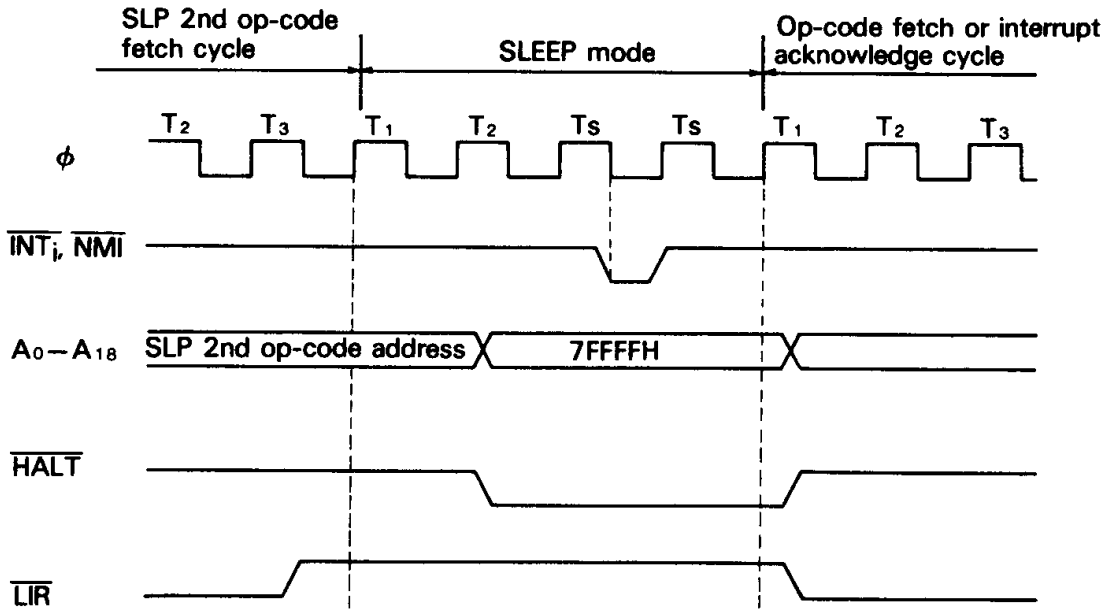 SLP 2nd op-code
fetch cycle
SLEEP mode
Op-code fetch or interrupt
acknowledge cycle
T2 T3 T1 T2 Ts Ts T1 T2 T3
ϕ
INTi, NMI
A0–A18 SLP 2nd op-code address 7FFFFH
HALT
LIR